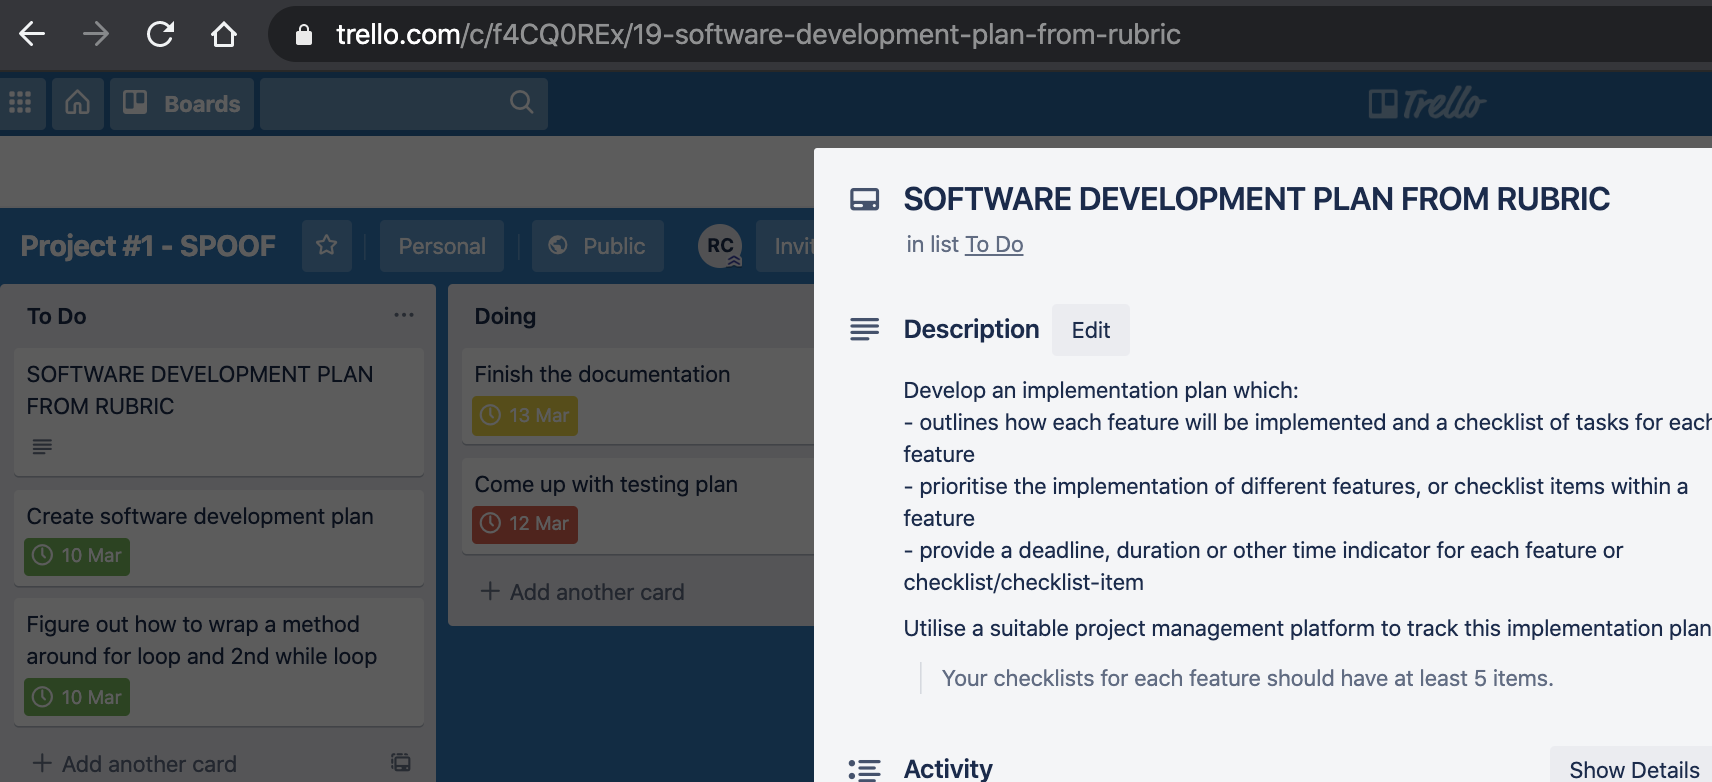 trello.com/c/f4CQ0REx/19-software-development-plan-from-rubric
Boards
Trello
Project #1 - SPOOF
Personal
Public
RC
To Do
SOFTWARE DEVELOPMENT PLAN
FROM RUBRIC
Create software development plan
10 Mar
Figure out how to wrap a method
around for loop and 2nd while loop
10 Mar
Add another card
Doing
Finish the documentation
13 Mar
Come up with testing plan
12 Mar
Add another card
SOFTWARE DEVELOPMENT PLAN FROM RUBRIC
in list To Do
Description Edit
Develop an implementation plan which:
- outlines how each feature will be implemented and a checklist of tasks for each
feature
- prioritise the implementation of different features, or checklist items within a
feature
- provide a deadline, duration or other time indicator for each feature or
checklist/checklist-item
Utilise a suitable project management platform to track this implementation plan
Your checklists for each feature should have at least 5 items.
Activity
Show Details